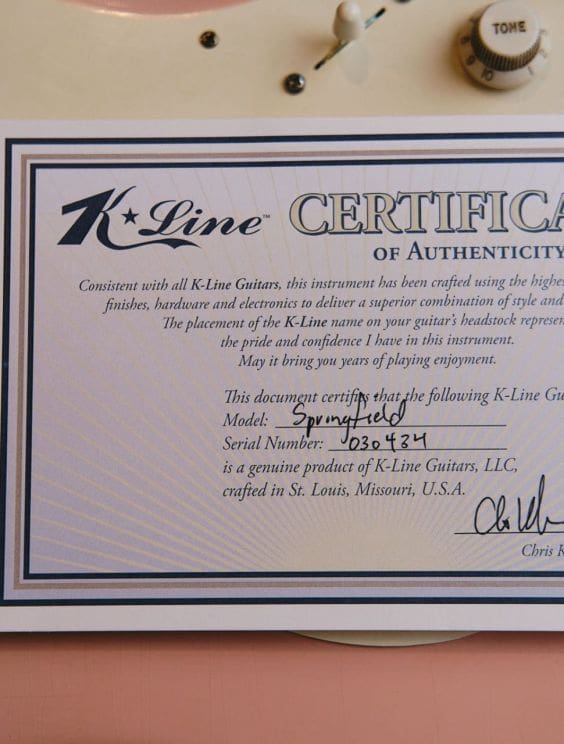 TONE
10
K★Line™ CERTIFICA
OF AUTHENTICITY
Consistent with all K-Line Guitars, this instrument has been crafted using the highes
finishes, hardware and electronics to deliver a superior combination of style and
The placement of the K-Line name on your guitar's headstock represen
the pride and confidence I have in this instrument.
May it bring you years of playing enjoyment.
This document certifies that the following K-Line Gu
Model: Springfield
Serial Number: 030434
is a genuine product of K-Line Guitars, LLC,
crafted in St. Louis, Missouri, U.S.A.
Chris K